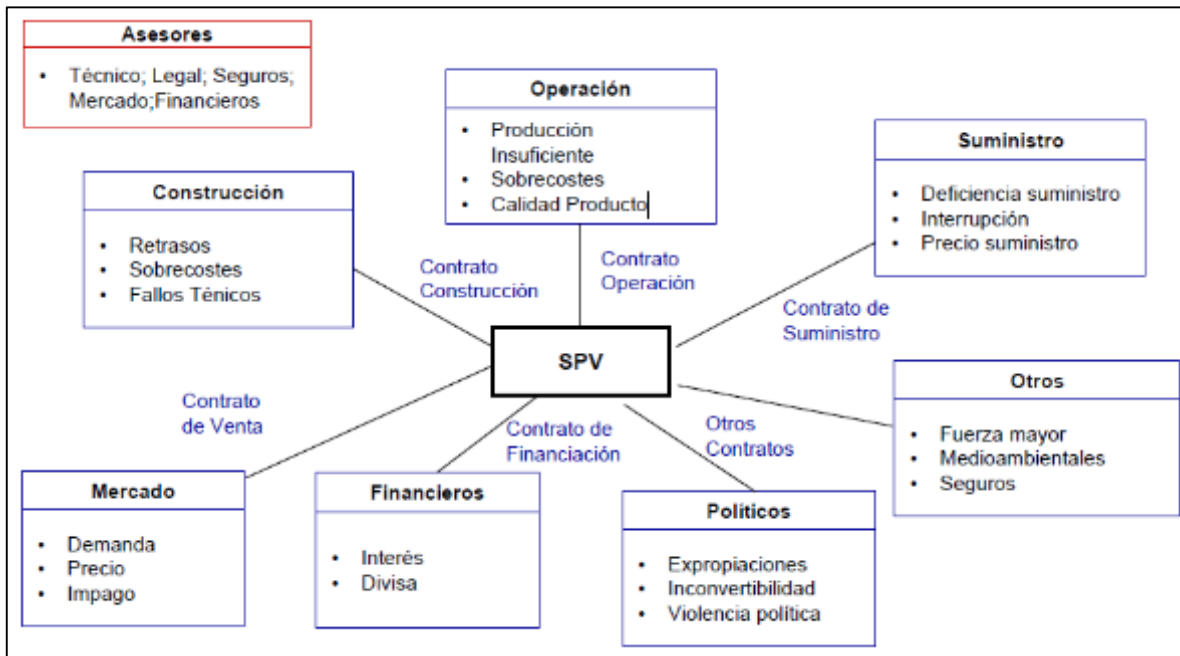 Asesores
• Técnico; Legal; Seguros;
Mercado;Financieros
Operación
• Producción
Insuficiente
• Sobrecostes
• Calidad Producto
Suministro
• Deficiencia suministro
• Interrupción
• Precio suministro
Construcción
• Retrasos
• Sobrecostes
• Fallos Ténicos
Contrato
Construcción
Contrato
Operación
Contrato de
Suministro
SPV
Contrato
de Venta
Contrato de
Financiación
Otros
Contratos
Otros
• Fuerza mayor
• Medioambientales
• Seguros
Mercado
• Demanda
• Precio
• Impago
Financieros
• Interés
• Divisa
Políticos
• Expropiaciones
• Inconvertibilidad
• Violencia política